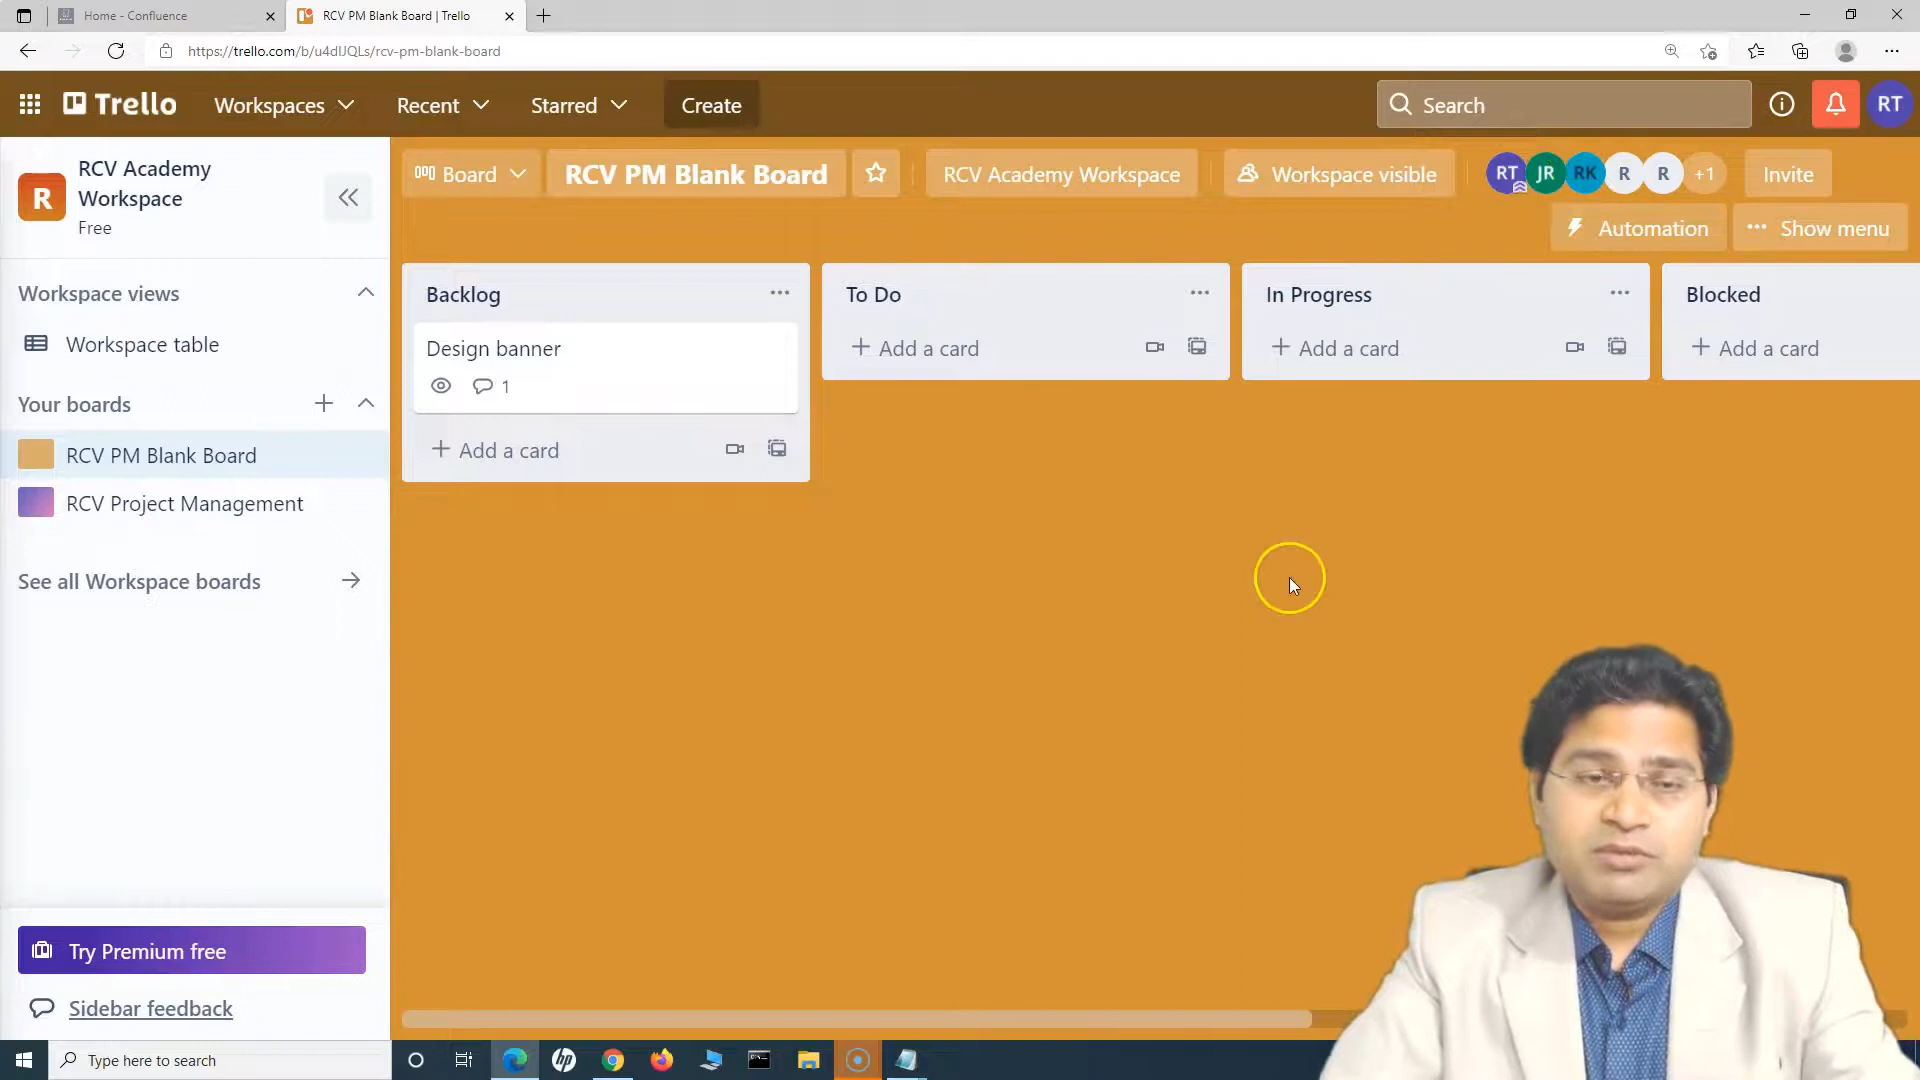 Home - Confluence
RCV PM Blank Board | Trello
https://trello.com/b/u4dIJQLs/rcv-pm-blank-board
Trello
Workspaces
Recent
Starred
Create
Search
RT
R
RCV Academy
Workspace
Free
Board
RCV PM Blank Board
RCV Academy Workspace
Workspace visible
RT
JR
RK
R
R
+1
Invite
Automation
Show menu
Workspace views
Workspace table
Your boards
RCV PM Blank Board
RCV Project Management
See all Workspace boards
Backlog
Design banner
1
Add a card
To Do
Add a card
In Progress
Add a card
Blocked
Add a card
Try Premium free
Sidebar feedback
Type here to search
hp